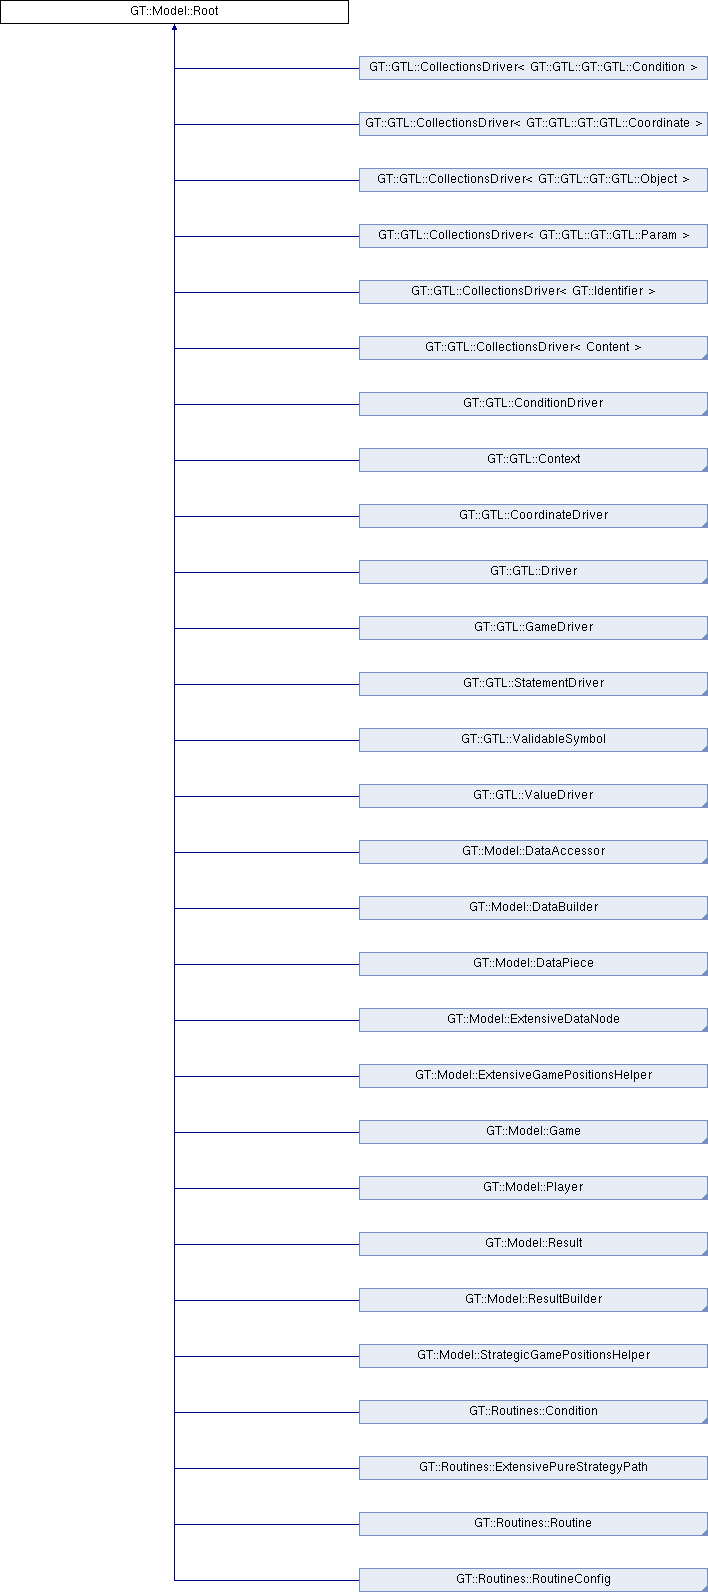 GT::Model::Root
GT::GTL::CollectionsDriver< GT::GTL::GT::GTL::Condition >
GT::GTL::CollectionsDriver< GT::GTL::GT::GTL::Coordinate >
GT::GTL::CollectionsDriver< GT::GTL::GT::GTL::Object >
GT::GTL::CollectionsDriver< GT::GTL::GT::GTL::Param >
GT::GTL::CollectionsDriver< GT::Identifier >
GT::GTL::CollectionsDriver< Content >
GT::GTL::ConditionDriver
GT::GTL::Context
GT::GTL::CoordinateDriver
GT::GTL::Driver
GT::GTL::GameDriver
GT::GTL::StatementDriver
GT::GTL::ValidableSymbol
GT::GTL::ValueDriver
GT::Model::DataAccessor
GT::Model::DataBuilder
GT::Model::DataPiece
GT::Model::ExtensiveDataNode
GT::Model::ExtensiveGamePositionsHelper
GT::Model::Game
GT::Model::Player
GT::Model::Result
GT::Model::ResultBuilder
GT::Model::StrategicGamePositionsHelper
GT::Routines::Condition
GT::Routines::ExtensivePureStrategyPath
GT::Routines::Routine
GT::Routines::RoutineConfig